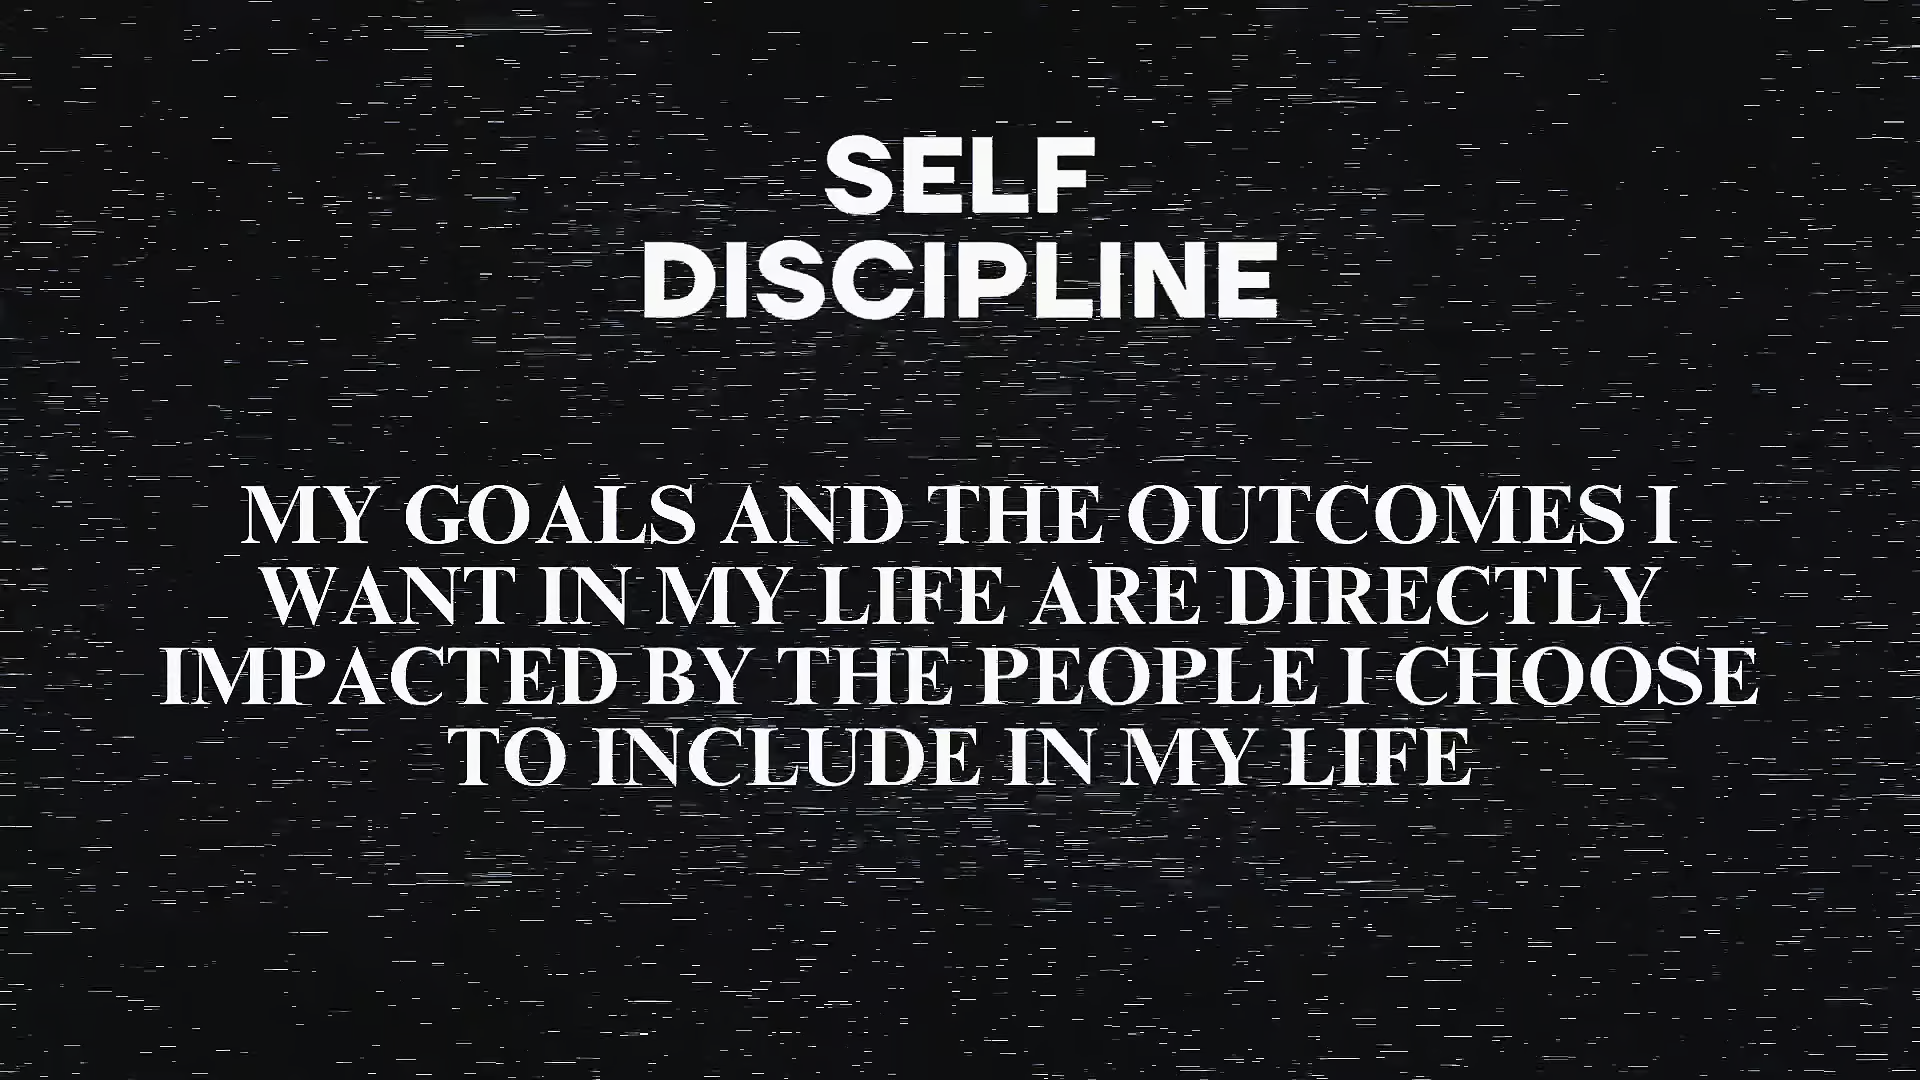 SELF
DISCIPLINE
MY GOALS AND THE OUTCOMES I
WANT IN MY LIFE ARE DIRECTLY
IMPACTED BY THE PEOPLE I CHOOSE
TO INCLUDE IN MY LIFE